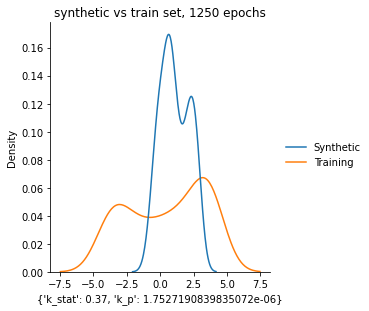 synthetic vs train set, 1250 epochs
0.16
0.14
0.12
0.10
0.08
0.06
0.04
0.02
0.00
Density
Synthetic
Training
−7.5 −5.0 −2.5 0.0 2.5 5.0 7.5
{'k_stat': 0.37, 'k_p': 1.7527190839835072e-06}